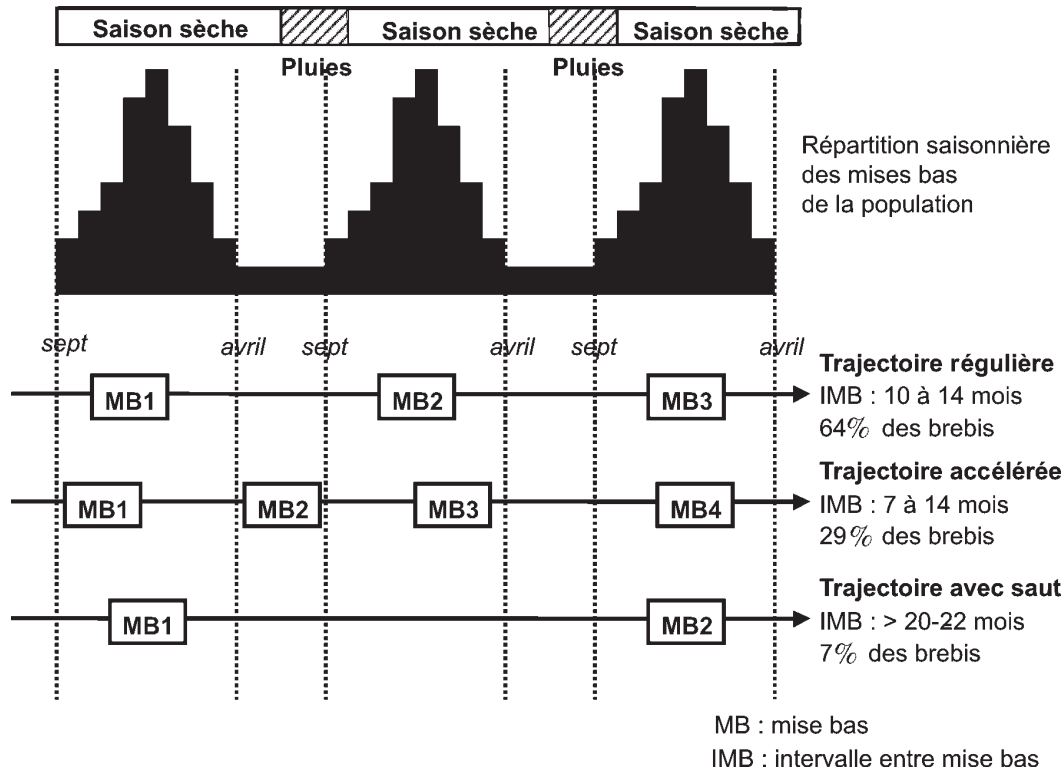 Saison sèche Saison sèche Saison sèche
Pluies Pluies
Répartition saisonnière
des mises bas
de la population
sept avril sept avril sept avril
Trajectoire régulière
MB1 MB2 MB3
IMB : 10 à 14 mois
64% des brebis
Trajectoire accélérée
MB1 MB2 MB3 MB4
IMB : 7 à 14 mois
29% des brebis
Trajectoire avec saut
MB1 MB2
IMB : > 20-22 mois
7% des brebis
MB : mise bas
IMB : intervalle entre mise bas